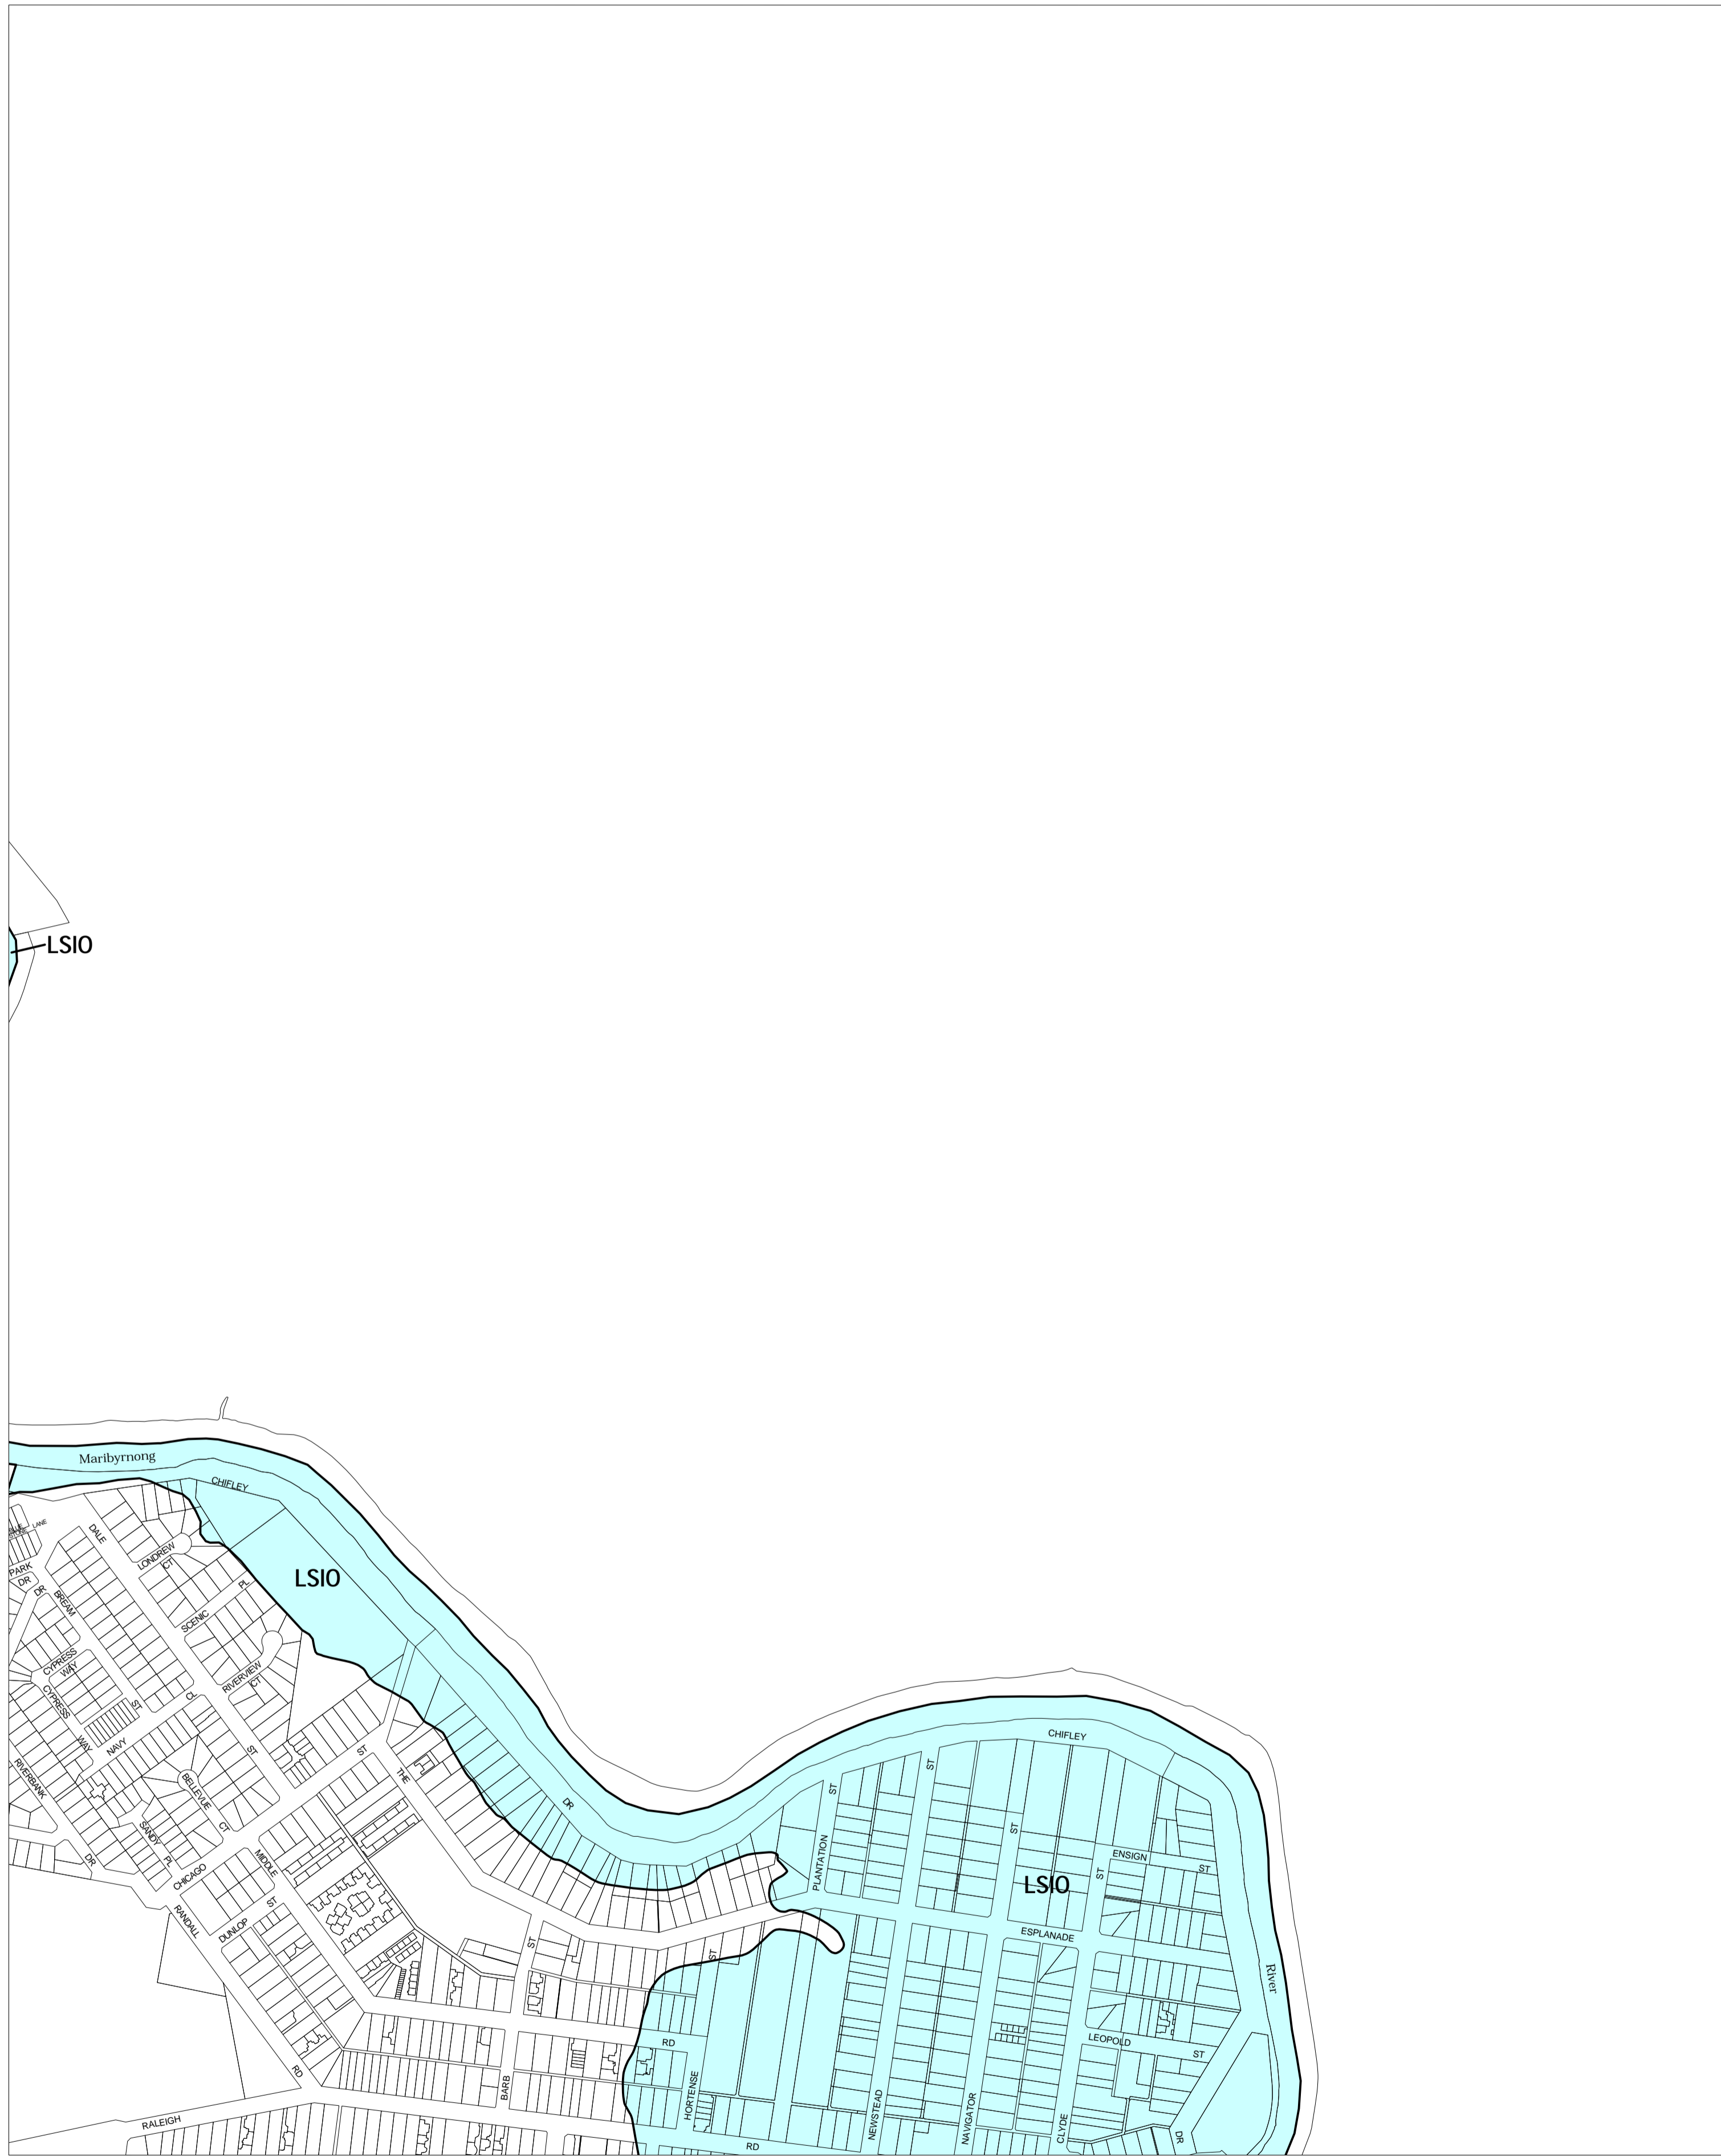 LSIO
Maribyrnong
CHIFLEY
LANE
DALE
LONDREW
CT
PARK
DR
DR
BREAM
LSIO
PL
SCENIC
CYPRESS
WAY
RIVERVIEW
CT
CYPRESS
WAY
ST
CL
NAVY
RIVERBANK
DR
ST
BELLEVUE
CT
SANDY
PL
CHICAGO
ST
THE
MIDDLE
DUNLOP
ST
RANDALL
RD
RALEIGH
DR
CHIFLEY
ST
ST
ST
PLANTATION
ENSIGN
ST
ST
LSIO
ESPLANADE
ST
ST
River
RD
LEOPOLD
ST
BARB
HORTENSE
NEWSTEAD
NAVIGATOR
CLYDE
DR
RD